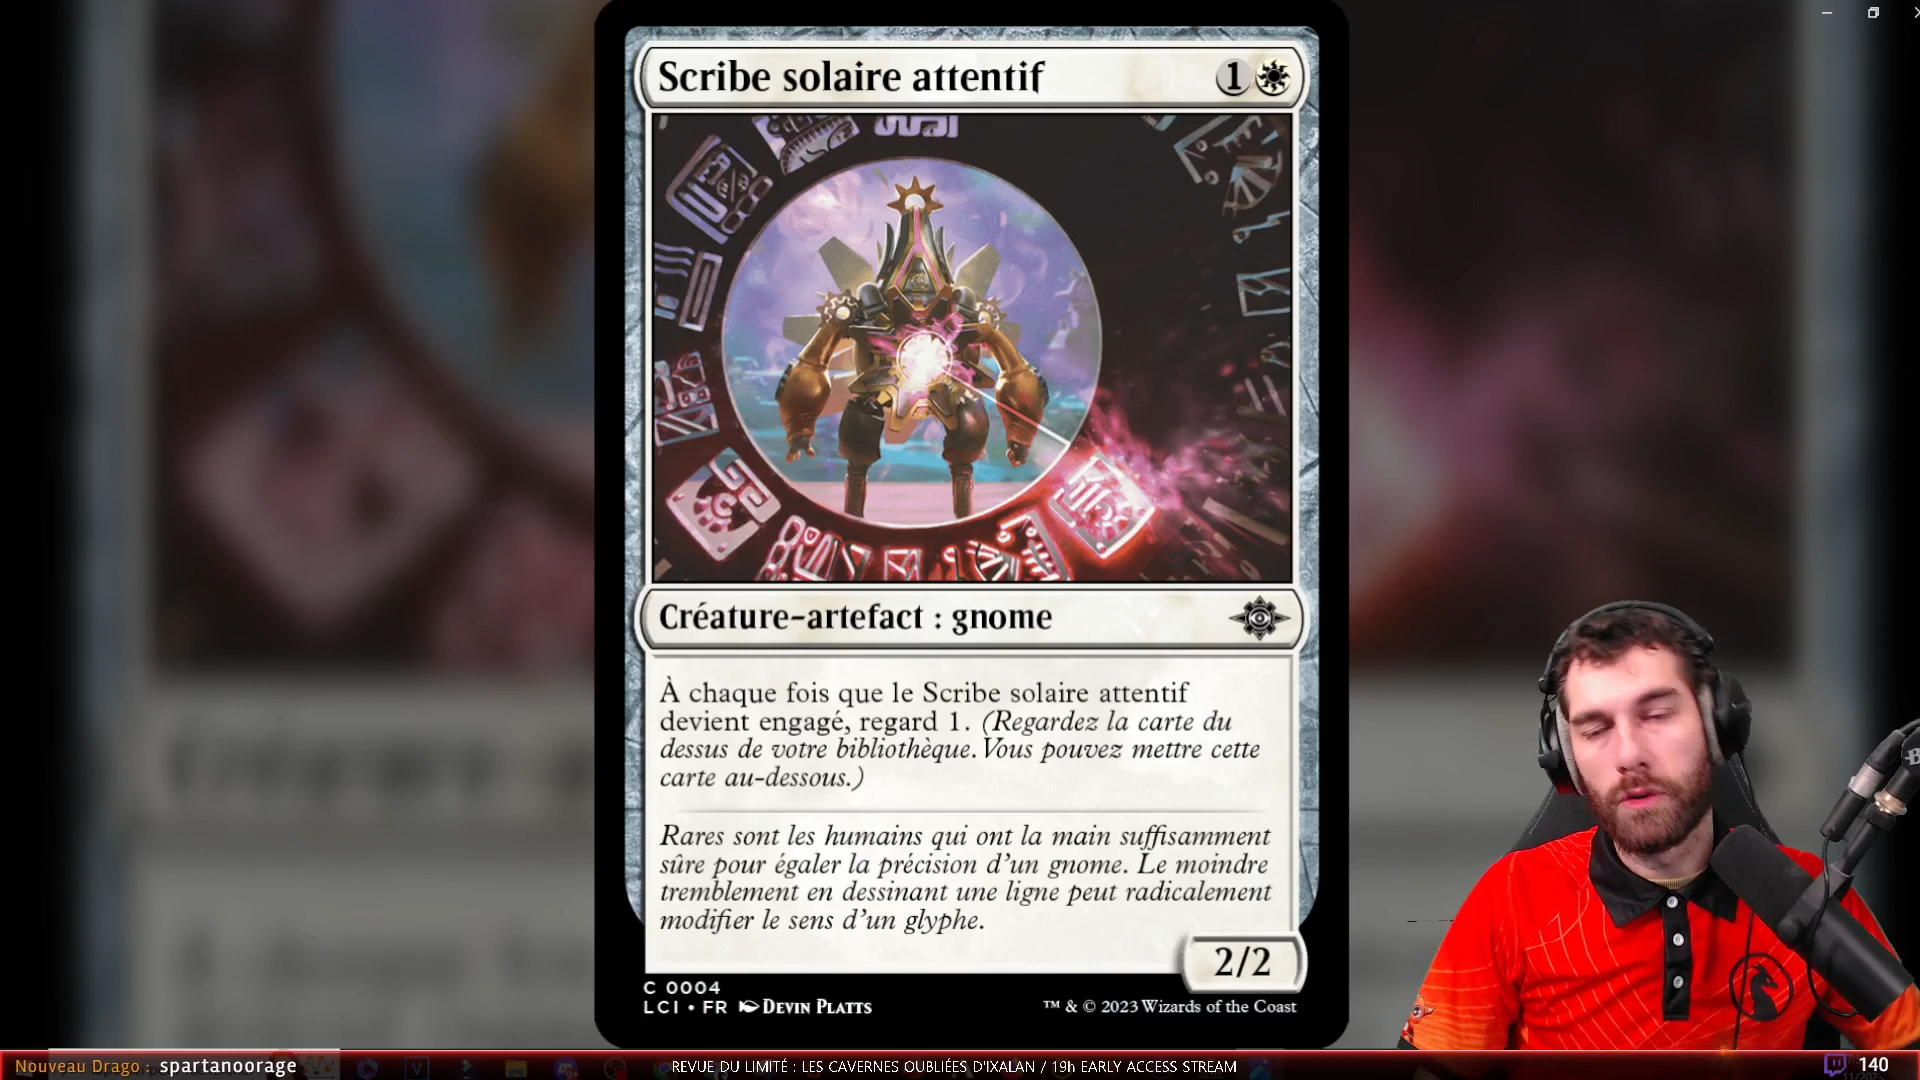 Scribe solaire attentif
1
Créature-artefact : gnome
À chaque fois que le Scribe solaire attentif
devient engagé, regard 1. (Regardez la carte du
dessus de votre bibliothèque. Vous pouvez mettre cette
carte au-dessous.)
Rares sont les humains qui ont la main suffisamment
sûre pour égaler la précision d'un gnome. Le moindre
tremblement en dessinant une ligne peut radicalement
modifier le sens d'un glyphe.
2/2
C 0004
LCI • FR DEVIN PLATTS
™ & © 2023 Wizards of the Coast
Nouveau Drago : spartanoorage
REVUE DU LIMITÉ : LES CAVERNES OUBLIÉES D'IXALAN / 19h EARLY ACCESS STREAM
140